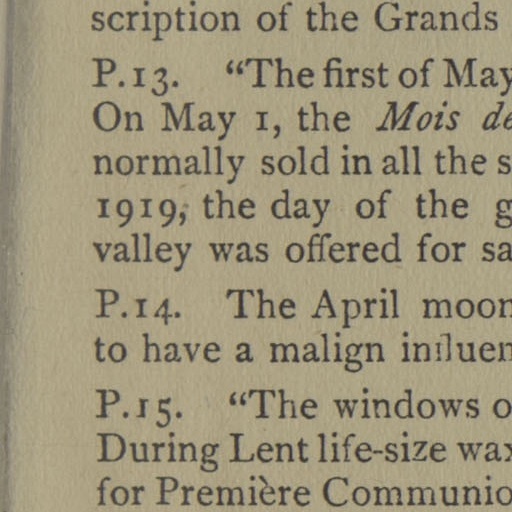 scription of the Grands
P.13. “The first of May
On May 1, the Mois de
normally sold in all the s
1919, the day of the g
valley was offered for sa
P.14. The April moon
to have a malign influen
P.15. “The windows o
During Lent life-size wax
for Première Communio